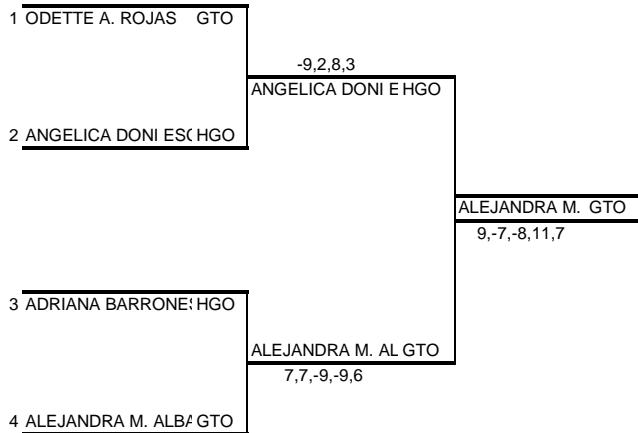 1 ODETTE A. ROJAS GTO
-9,2,8,3
ANGELICA DONI E HGO
2 ANGELICA DONI ESC HGO
ALEJANDRA M. GTO
9,-7,-8,11,7
3 ADRIANA BARRONE HGO
ALEJANDRA M. AL GTO
7,7,-9,-9,6
4 ALEJANDRA M. ALBA GTO